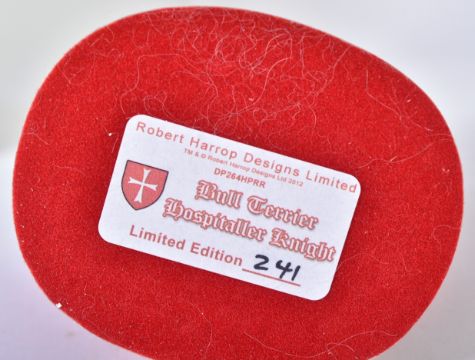 Robert Harrop Designs Limited
TM & © Robert Harrop Designs Ltd 2012
DP264HPRR
Bull Terrier
Hospitaller Knight
Limited Edition 241